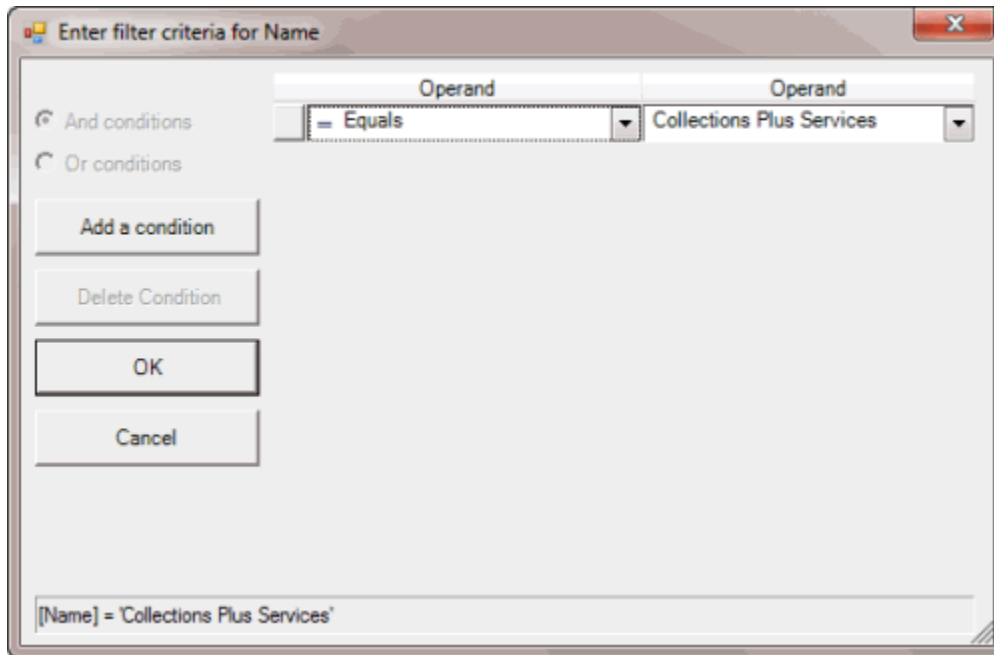 Enter filter criteria for Name
Operand Operand
And conditions = Equals Collections Plus Services
Or conditions
Add a condition
Delete Condition
OK
Cancel
[Name] = 'Collections Plus Services'